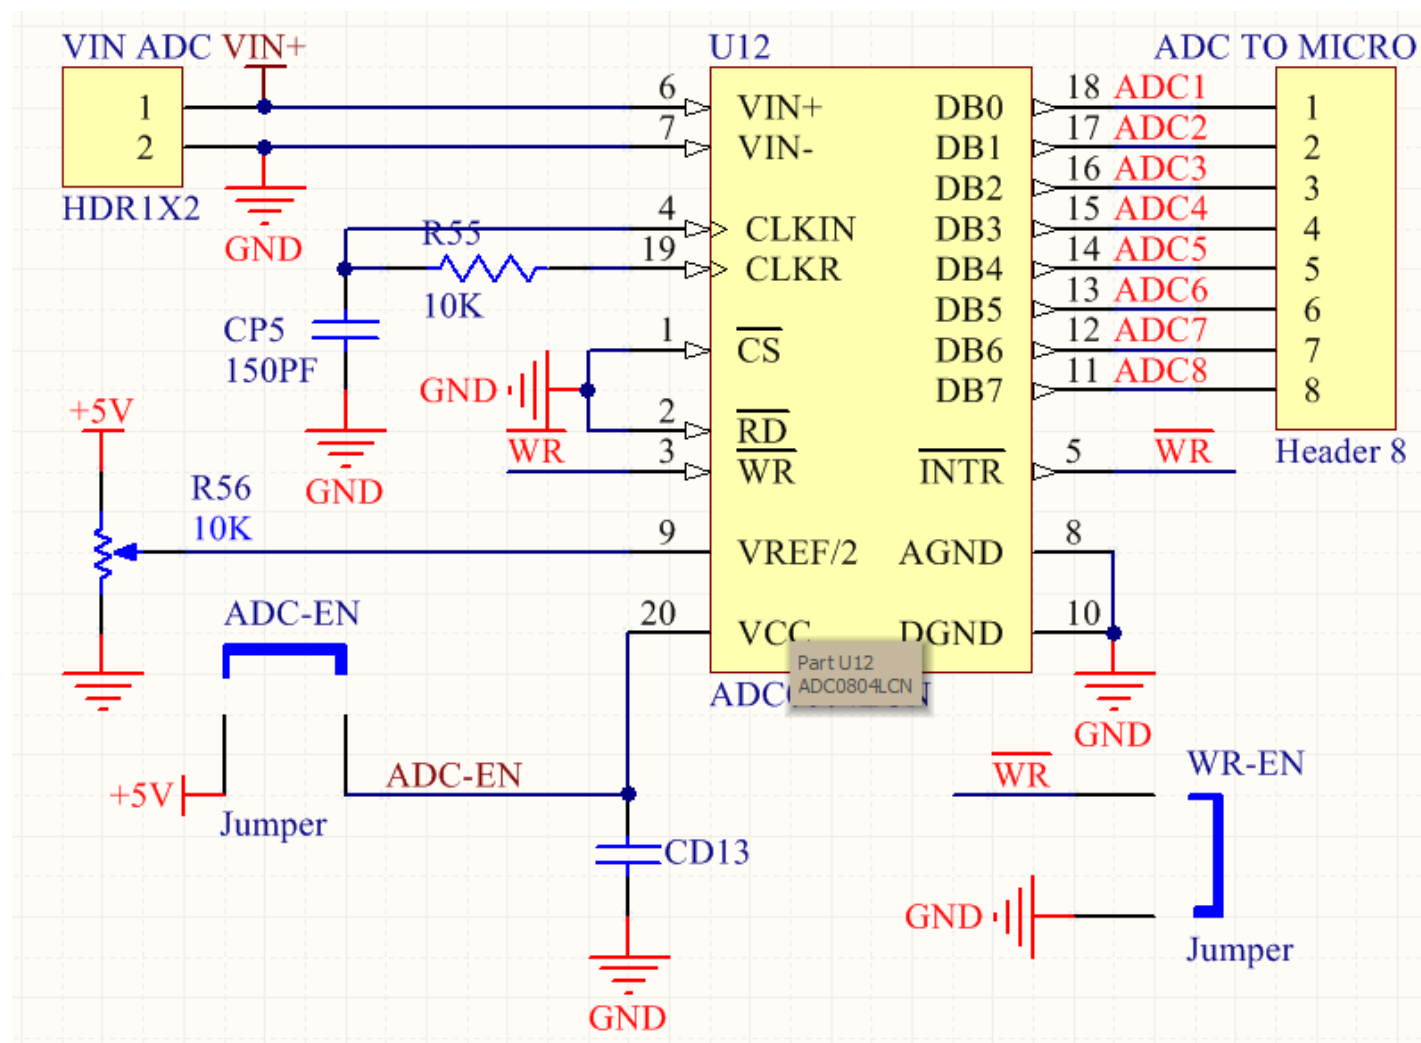 VIN ADC VIN+
U12
ADC TO MICRO
1
2
HDR1X2
GND
6 VIN+
7 VIN-
4 CLKIN
19 CLKR
1 CS
2 RD
3 WR
9 VREF/2
20 VCC
DB0 18 ADC1 1
DB1 17 ADC2 2
DB2 16 ADC3 3
DB3 15 ADC4 4
DB4 14 ADC5 5
DB5 13 ADC6 6
DB6 12 ADC7 7
DB7 11 ADC8 8
INTR 5 WR
Header 8
AGND 8
DGND 10
GND
R55
10K
CP5
150PF
GND
GND
WR
+5V
R56
10K
ADC-EN
+5V
Jumper
ADC-EN
CD13
GND
Part U12
ADC0804LCN
WR
WR-EN
GND
Jumper